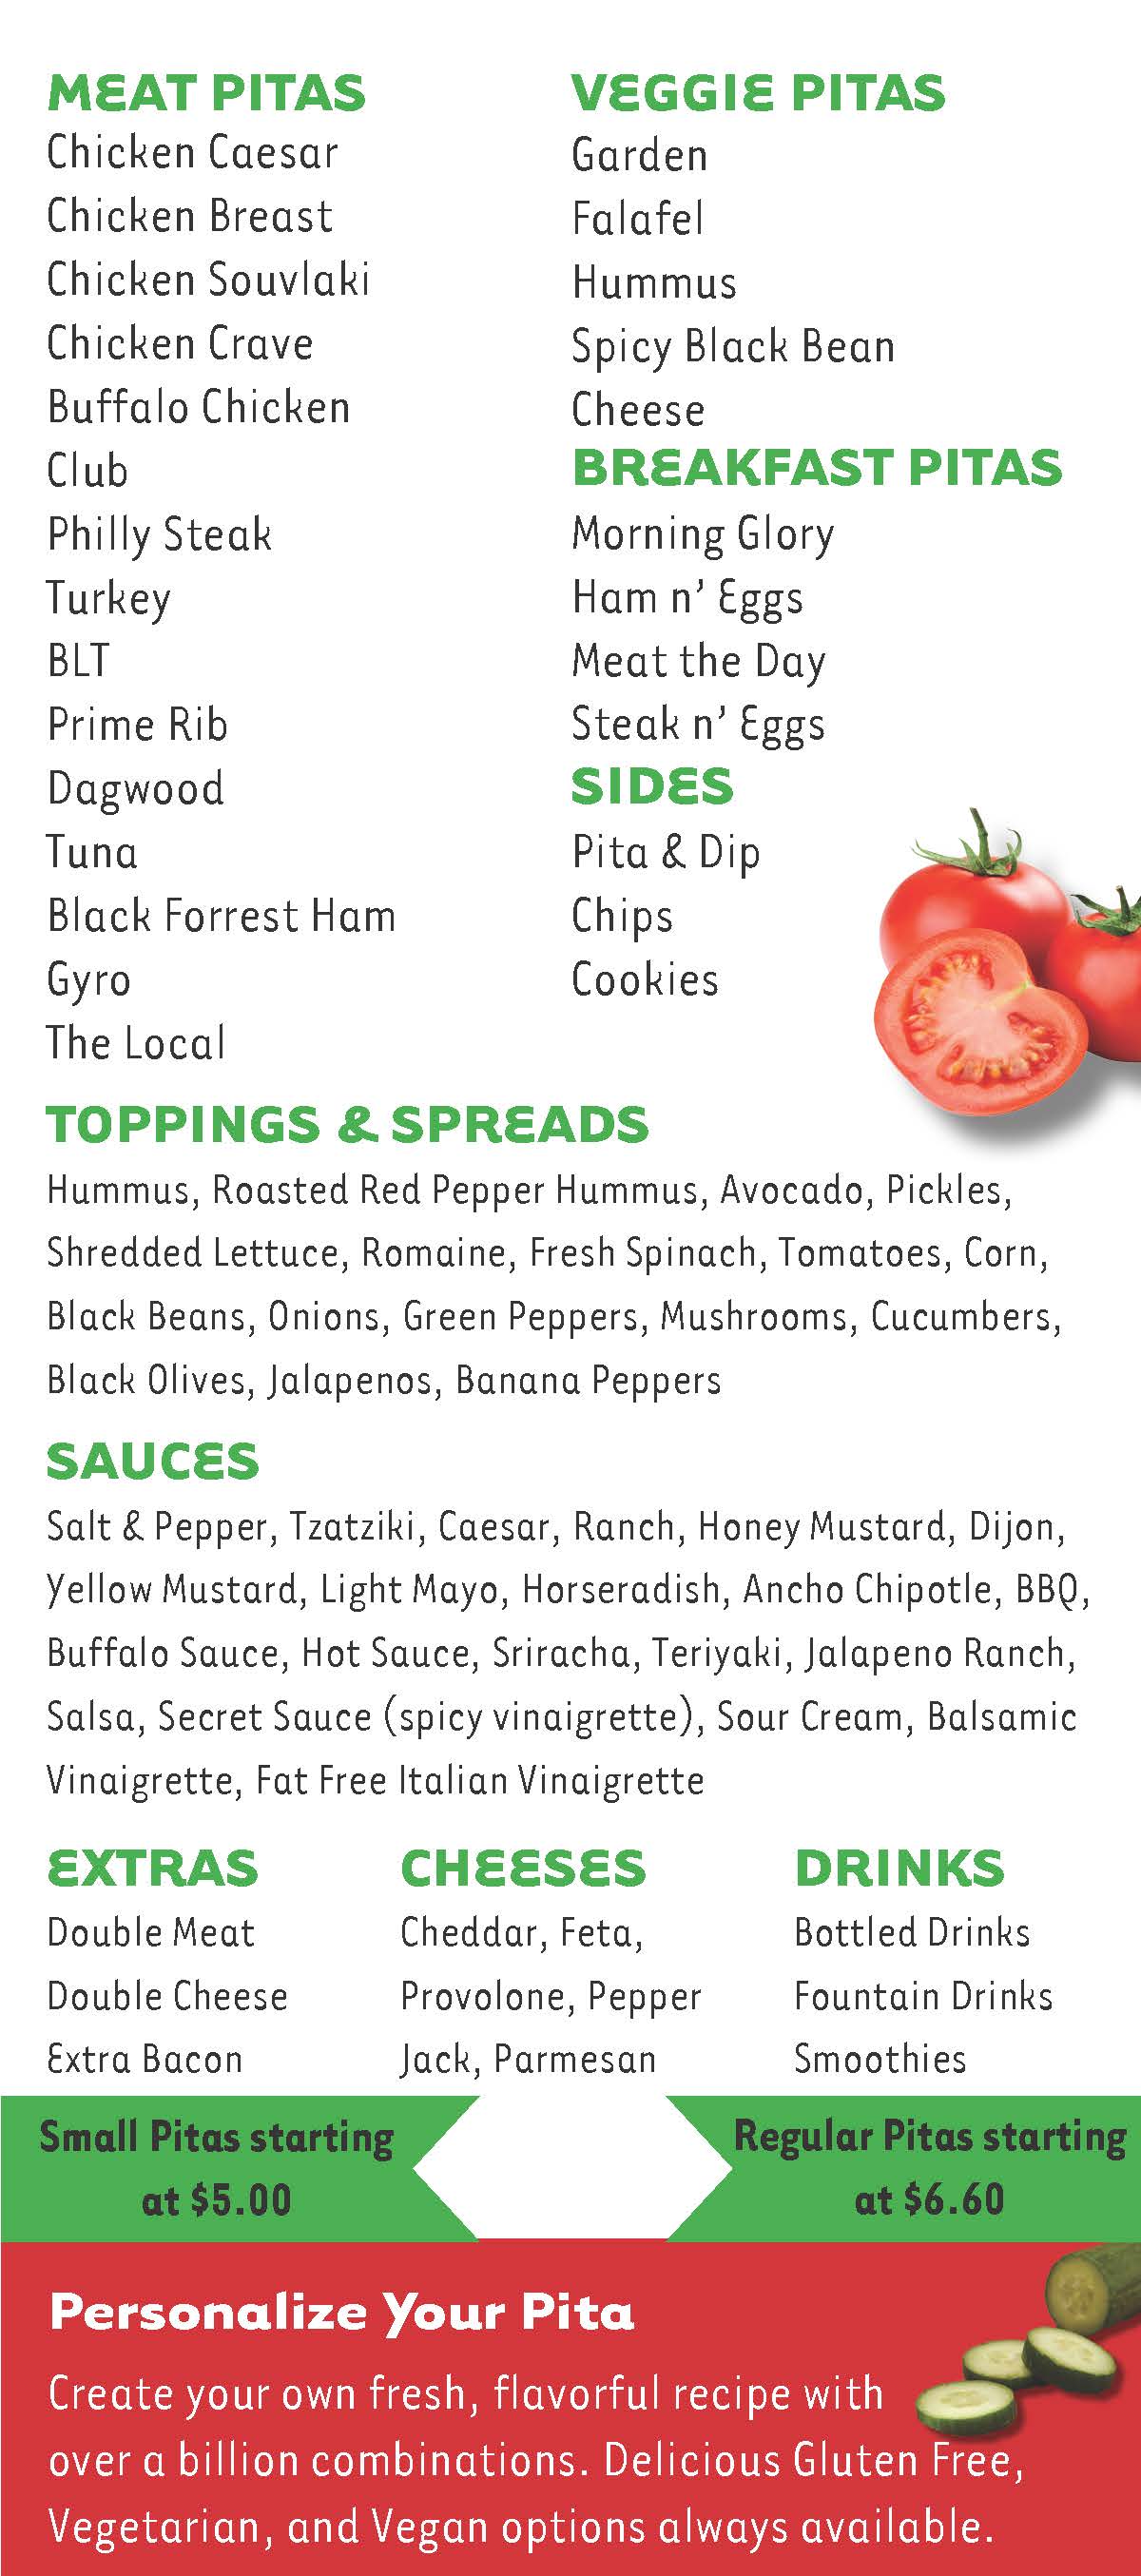 MEAT PITAS
Chicken Caesar
Chicken Breast
Chicken Souvlaki
Chicken Crave
Buffalo Chicken
Club
Philly Steak
Turkey
BLT
Prime Rib
Dagwood
Tuna
Black Forrest Ham
Gyro
The Local
VEGGIE PITAS
Garden
Falafel
Hummus
Spicy Black Bean
Cheese
BREAKFAST PITAS
Morning Glory
Ham n’ Eggs
Meat the Day
Steak n’ Eggs
SIDES
Pita & Dip
Chips
Cookies
TOPPINGS & SPREADS
Hummus, Roasted Red Pepper Hummus, Avocado, Pickles,
Shredded Lettuce, Romaine, Fresh Spinach, Tomatoes, Corn,
Black Beans, Onions, Green Peppers, Mushrooms, Cucumbers,
Black Olives, Jalapenos, Banana Peppers
SAUCES
Salt & Pepper, Tzatziki, Caesar, Ranch, Honey Mustard, Dijon,
Yellow Mustard, Light Mayo, Horseradish, Ancho Chipotle, BBQ,
Buffalo Sauce, Hot Sauce, Sriracha, Teriyaki, Jalapeno Ranch,
Salsa, Secret Sauce (spicy vinaigrette), Sour Cream, Balsamic
Vinaigrette, Fat Free Italian Vinaigrette
EXTRAS
Double Meat
Double Cheese
Extra Bacon
CHEESES
Cheddar, Feta,
Provolone, Pepper
Jack, Parmesan
DRINKS
Bottled Drinks
Fountain Drinks
Smoothies
Small Pitas starting
at $5.00
Regular Pitas starting
at $6.60
Personalize Your Pita
Create your own fresh, flavorful recipe with
over a billion combinations. Delicious Gluten Free,
Vegetarian, and Vegan options always available.